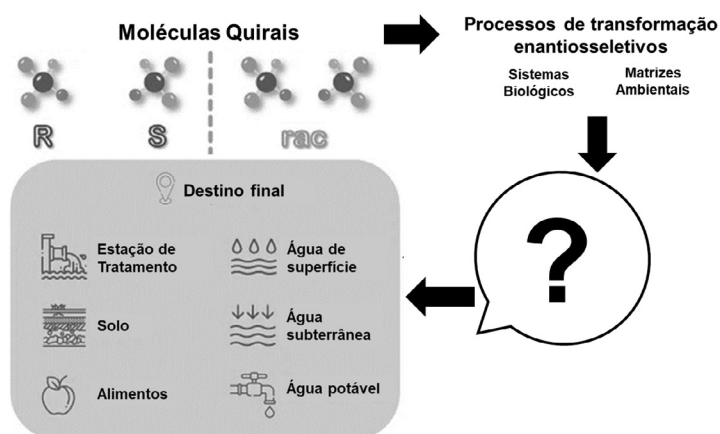 Moléculas Quirais
Processos de transformação
enantiosseletivos
Sistemas
Biológicos
Matrizes
Ambientais
R
S
rac
?
Destino final
Estação de
Tratamento
Água de
superfície
Solo
Água
subterrânea
Alimentos
Água potável